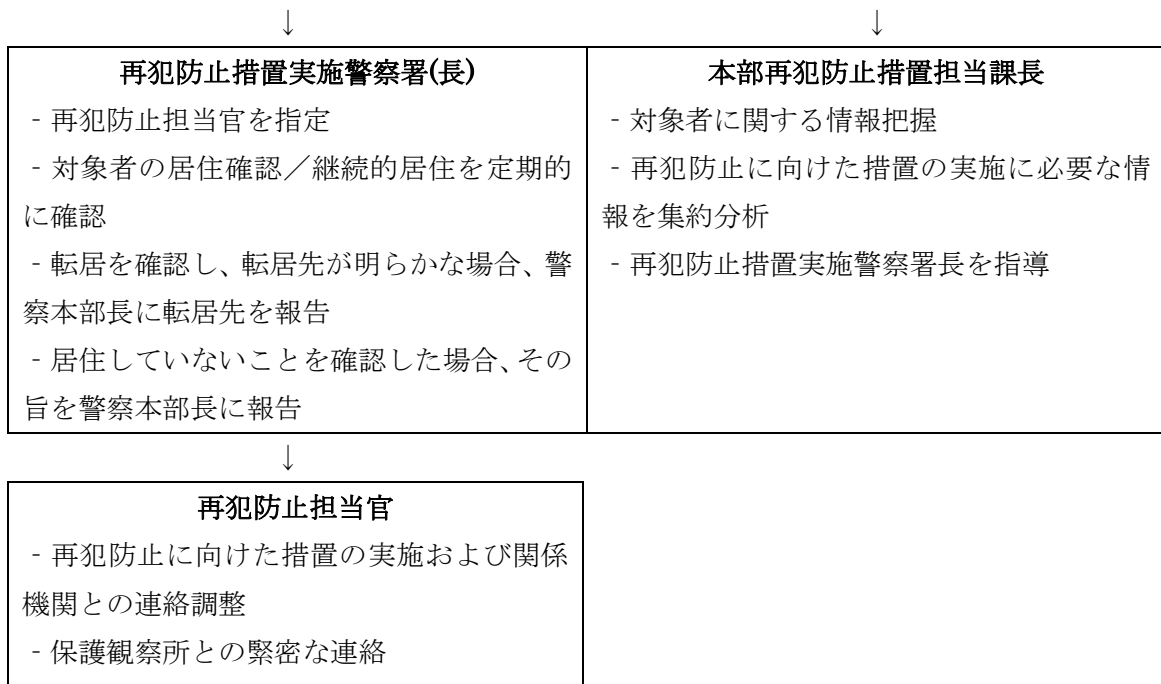 ↓
↓
再犯防止措置実施警察署(長)
‐再犯防止担当官を指定
‐対象者の居住確認／継続的居住を定期的
に確認
‐転居を確認し、転居先が明らかな場合、警
察本部長に転居先を報告
‐居住していないことを確認した場合、その
旨を警察本部長に報告
本部再犯防止措置担当課長
‐対象者に関する情報把握
‐再犯防止に向けた措置の実施に必要な情
報を集約分析
‐再犯防止措置実施警察署長を指導
↓
再犯防止担当官
‐再犯防止に向けた措置の実施および関係
機関との連絡調整
‐保護観察所との緊密な連絡